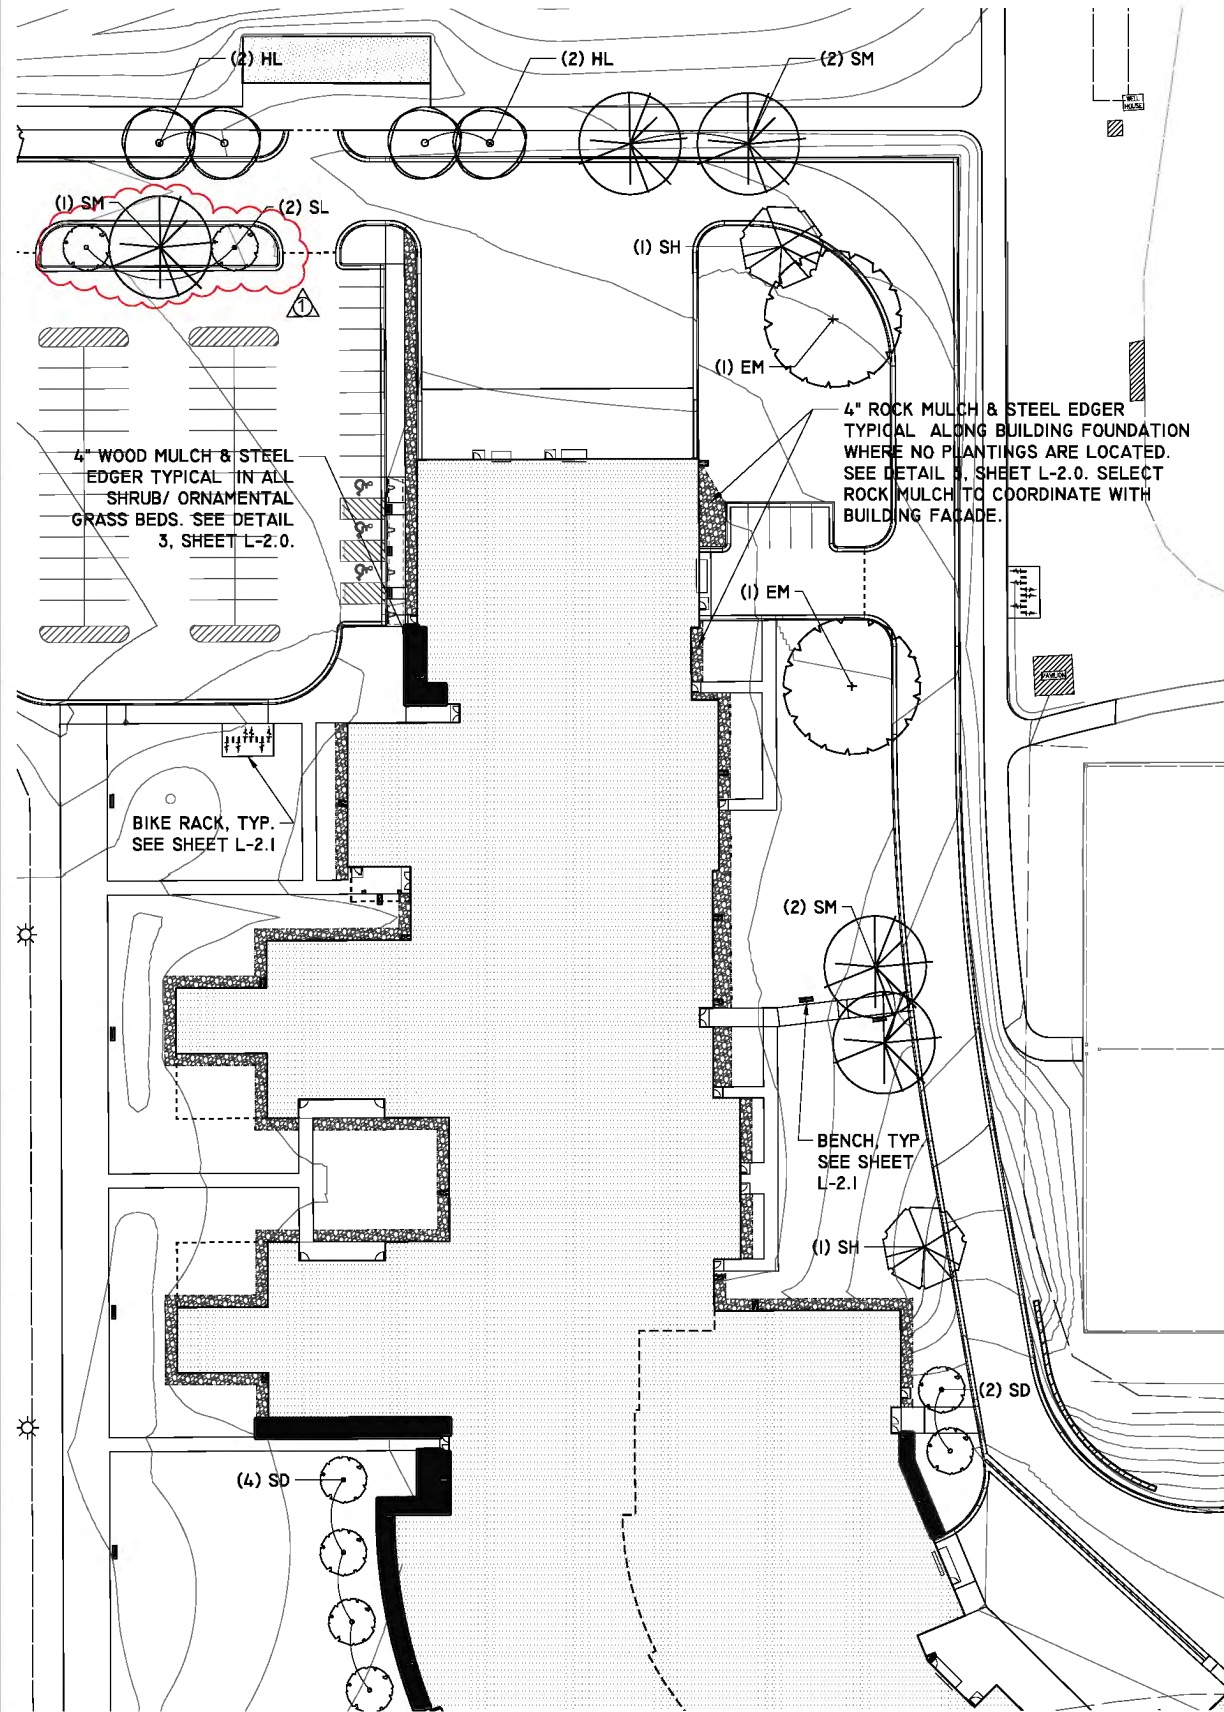 (2) HL
(2) HL
(2) SM
WELL
HOUSE
(1) SM
(2) SL
(1) SH
1
(1) EM
4" ROCK MULCH & STEEL EDGER
TYPICAL ALONG BUILDING FOUNDATION
WHERE NO PLANTINGS ARE LOCATED.
SEE DETAIL 3, SHEET L-2.0. SELECT
ROCK MULCH TO COORDINATE WITH
BUILDING FACADE.
4" WOOD MULCH & STEEL
EDGER TYPICAL IN ALL
SHRUB/ ORNAMENTAL
GRASS BEDS. SEE DETAIL
3, SHEET L-2.0.
(1) EM
PAVILION
BIKE RACK, TYP.
SEE SHEET L-2.1
(2) SM
BENCH, TYP.
SEE SHEET
L-2.1
(1) SH
(2) SD
(4) SD